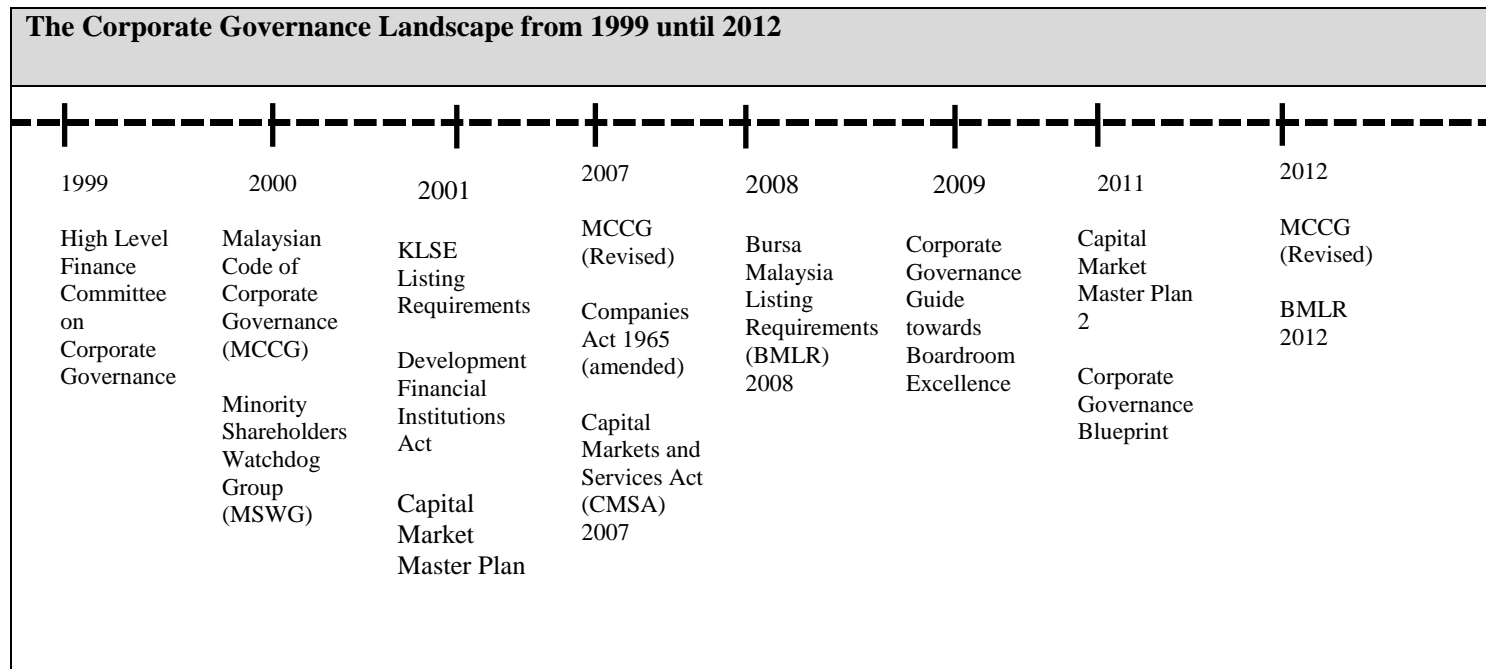 The Corporate Governance Landscape from 1999 until 2012
1999
High Level
Finance
Committee
on
Corporate
Governance
2000
Malaysian
Code of
Corporate
Governance
(MCCG)
Minority
Shareholders
Watchdog
Group
(MSWG)
2001
KLSE
Listing
Requirements
Development
Financial
Institutions
Act
Capital
Market
Master Plan
2007
MCCG
(Revised)
Companies
Act 1965
(amended)
Capital
Markets and
Services Act
(CMSA)
2007
2008
Bursa
Malaysia
Listing
Requirements
(BMLR)
2008
2009
Corporate
Governance
Guide
towards
Boardroom
Excellence
2011
Capital
Market
Master Plan
2
Corporate
Governance
Blueprint
2012
MCCG
(Revised)
BMLR
2012